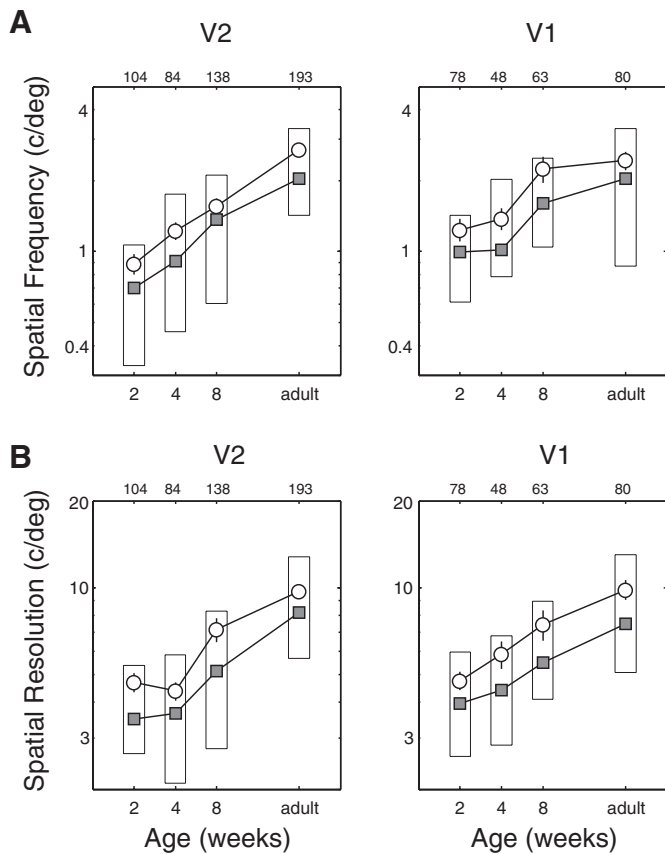 A
V2
V1
104 84 138 193
78 48 63 80
Spatial Frequency (c/deg)
4
1
0.4
4
1
0.4
2 4 8 adult
2 4 8 adult
B
V2
V1
104 84 138 193
78 48 63 80
Spatial Resolution (c/deg)
20
10
3
20
10
3
2 4 8 adult
2 4 8 adult
Age (weeks)
Age (weeks)